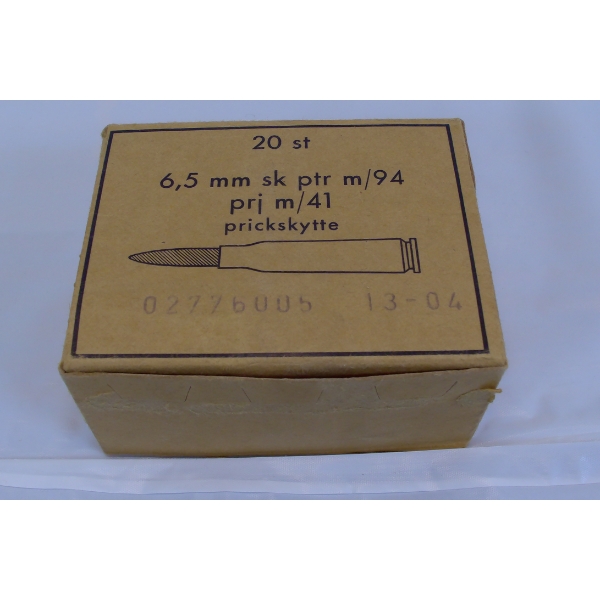 20 st
6,5 mm sk ptr m/94
prj m/41
prickskytte
02776005 13-04